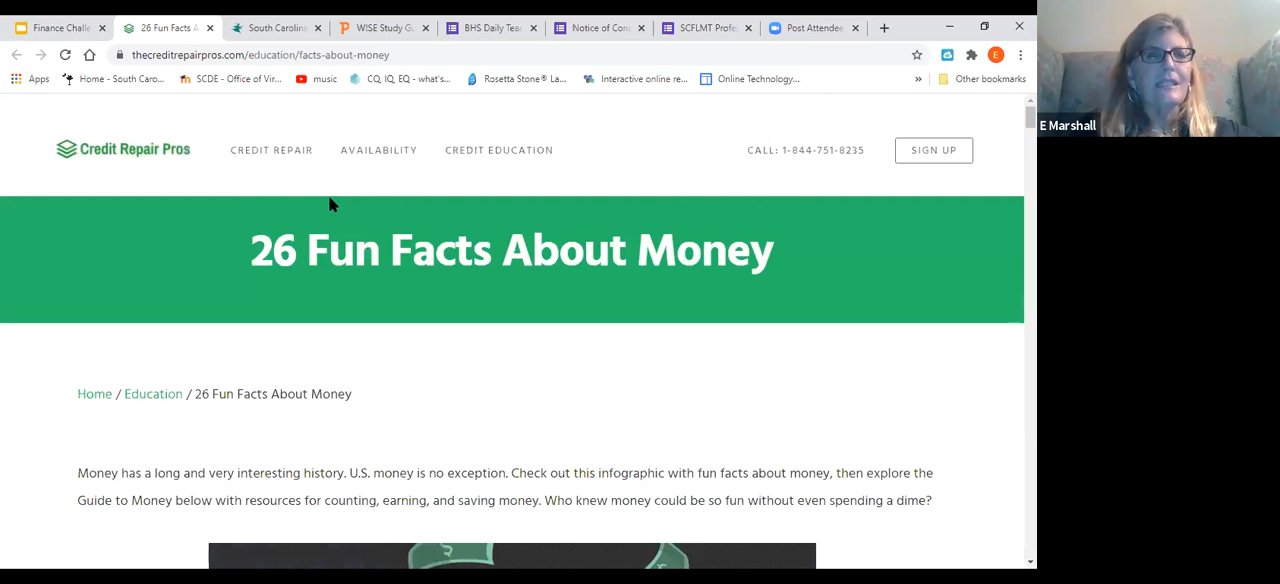 Finance Challe
26 Fun Facts A
South Carolina
WISE Study Gu
BHS Daily Teac
Notice of Conc
SCFLMT Profes
Post Attendee
thecreditrepairpros.com/education/facts-about-money
E
Apps
Home - South Caro...
SCDE - Office of Vir...
music
CQ, IQ, EQ - what's...
Rosetta Stone® La...
Interactive online re...
Online Technology...
»
Other bookmarks
E Marshall
Credit Repair Pros
CREDIT REPAIR
AVAILABILITY
CREDIT EDUCATION
CALL: 1-844-751-8235
SIGN UP
26 Fun Facts About Money
Home / Education / 26 Fun Facts About Money
Money has a long and very interesting history. U.S. money is no exception. Check out this infographic with fun facts about money, then explore the
Guide to Money below with resources for counting, earning, and saving money. Who knew money could be so fun without even spending a dime?